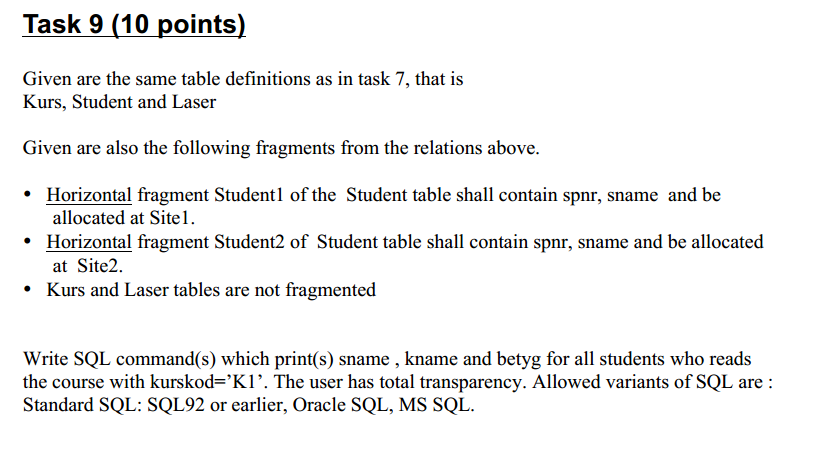 Task 9 (10 points)
Given are the same table definitions as in task 7, that is
Kurs, Student and Laser
Given are also the following fragments from the relations above.
• Horizontal fragment Student1 of the Student table shall contain spnr, sname and be
allocated at Site1.
• Horizontal fragment Student2 of Student table shall contain spnr, sname and be allocated
at Site2.
• Kurs and Laser tables are not fragmented
Write SQL command(s) which print(s) sname , kname and betyg for all students who reads
the course with kurskod=’K1’. The user has total transparency. Allowed variants of SQL are :
Standard SQL: SQL92 or earlier, Oracle SQL, MS SQL.